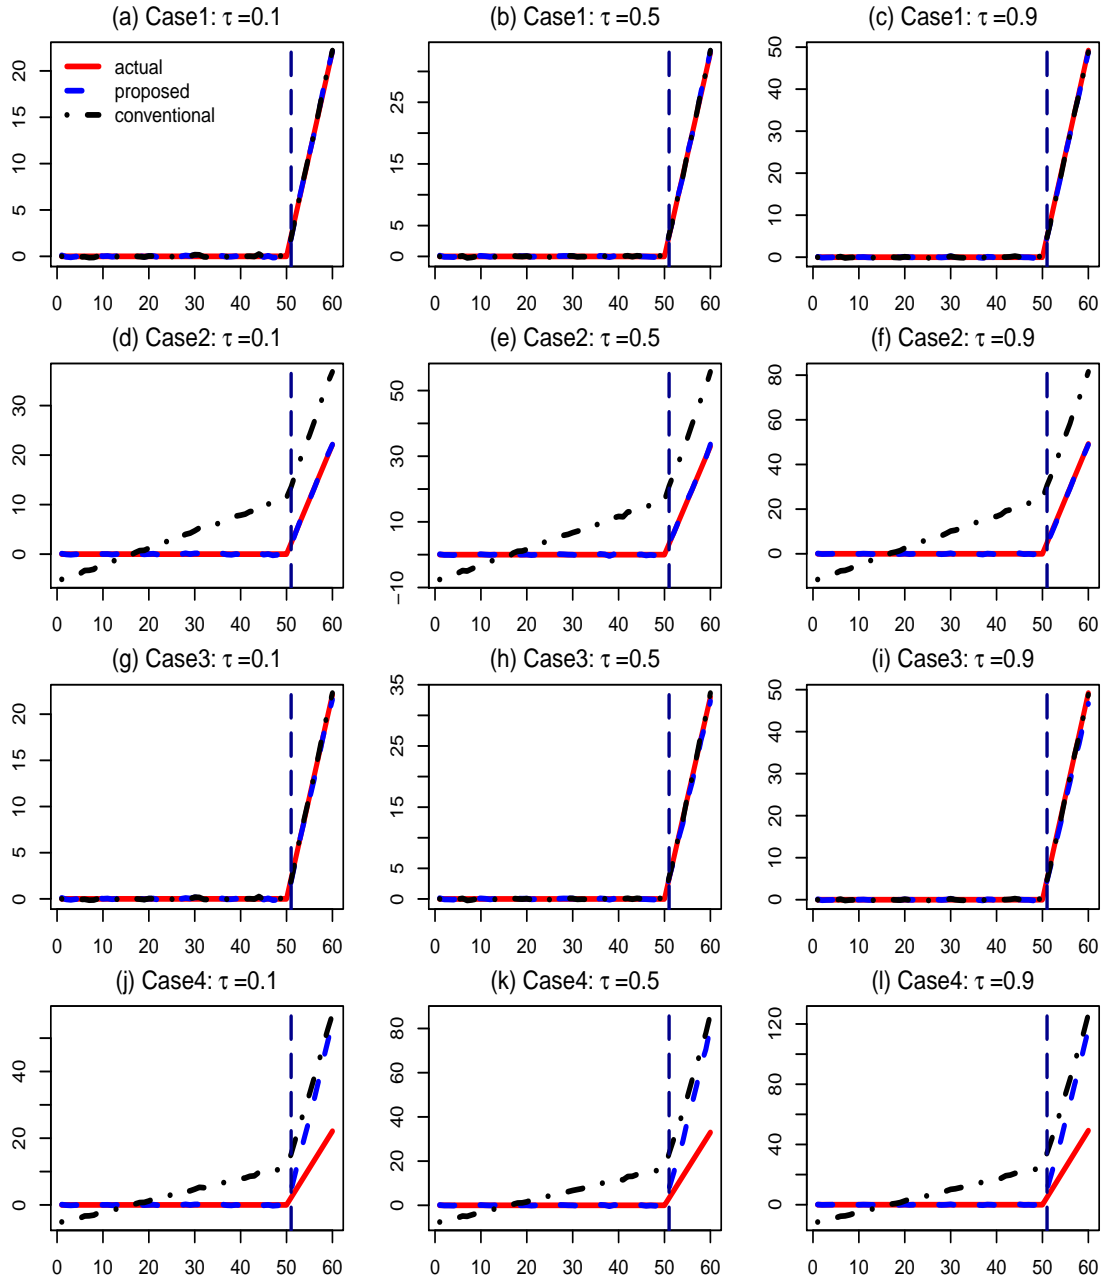 (a) Case1: τ =0.1 (b) Case1: τ =0.5 (c) Case1: τ =0.9
actual
proposed
conventional
0 5 10 15 20
0 10 20 30 40 50 60
0 5 15 25
0 10 20 30 40 50 60
0 10 20 30 40 50
0 10 20 30 40 50 60
(d) Case2: τ =0.1 (e) Case2: τ =0.5 (f) Case2: τ =0.9
0 10 20 30
0 10 20 30 40 50 60
−10 10 30 50
0 10 20 30 40 50 60
0 20 40 60 80
0 10 20 30 40 50 60
(g) Case3: τ =0.1 (h) Case3: τ =0.5 (i) Case3: τ =0.9
0 5 10 15 20
0 10 20 30 40 50 60
0 5 15 25 35
0 10 20 30 40 50 60
0 10 20 30 40 50
0 10 20 30 40 50 60
(j) Case4: τ =0.1 (k) Case4: τ =0.5 (l) Case4: τ =0.9
0 20 40
0 10 20 30 40 50 60
0 20 40 60 80
0 10 20 30 40 50 60
0 40 80 120
0 10 20 30 40 50 60